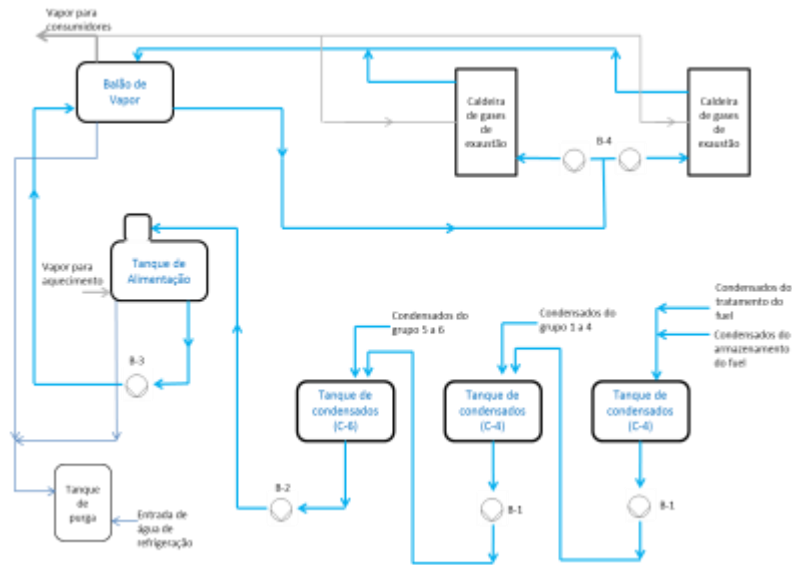 Vapor para
consumidores
Balão de
Vapor
Caldeira
de gases
de
exaustão
B-4
Caldeira
de gases
de
exaustão
Vapor para
aquecimento
Tanque de
Alimentação
B-3
Condensados do
grupo 5 a 6
Condensados do
grupo 1 a 4
Condensados do
tratamento do
fuel
Condensados do
armazenamento
do fuel
Tanque de
condensados
(C-6)
Tanque de
condensados
(C-4)
Tanque de
condensados
(C-4)
Tanque
de
purga
Entrada de
água de
refrigeração
B-2
B-1
B-1